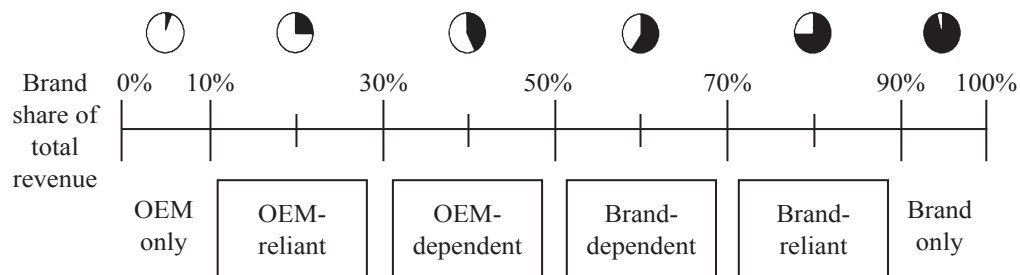 Brand
share of
total
revenue
0% 10% 30% 50% 70% 90% 100%
OEM
only
OEM-
reliant
OEM-
dependent
Brand-
dependent
Brand-
reliant
Brand
only